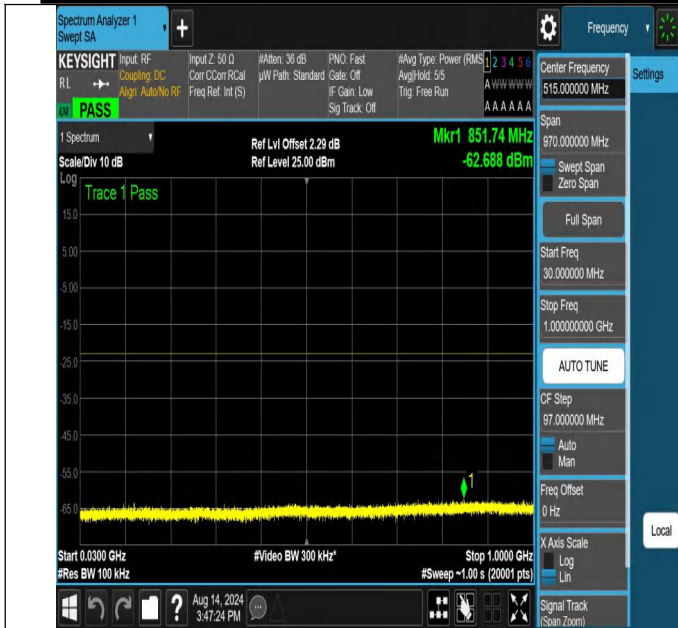 Spectrum Analyzer 1
Swept SA
+
Frequency
KEYSIGHT
RL
LXI
PASS
Input: RF
Coupling: DC
Align: Auto/No RF
Input Z: 50 Ω
Corr CCorr RCal
Freq Ref: Int (S)
#Atten: 36 dB
µW Path: Standard
PNO: Fast
Gate: Off
IF Gain: Low
Sig Track: Off
#Avg Type: Power (RMS
Avg|Hold: 5/5
Trig: Free Run
1 2 3 4 5 6
A W W W W W
A A A A A A
1 Spectrum
Scale/Div 10 dB
Ref Lvl Offset 2.29 dB
Ref Level 25.00 dBm
Mkr1 851.74 MHz
-62.688 dBm
Log
Trace 1 Pass
15.0
5.00
-5.00
-15.0
-25.0
-35.0
-45.0
-55.0
-65.0
1
Start 0.0300 GHz
#Res BW 100 kHz
#Video BW 300 kHz*
Stop 1.0000 GHz
#Sweep ~1.00 s (20001 pts)
Aug 14, 2024
3:47:24 PM
?
Center Frequency
515.000000 MHz
Span
970.000000 MHz
Swept Span
Zero Span
Full Span
Start Freq
30.000000 MHz
Stop Freq
1.000000000 GHz
AUTO TUNE
CF Step
97.000000 MHz
Auto
Man
Freq Offset
0 Hz
X Axis Scale
Log
Lin
Signal Track
(Span Zoom)
Settings
Local